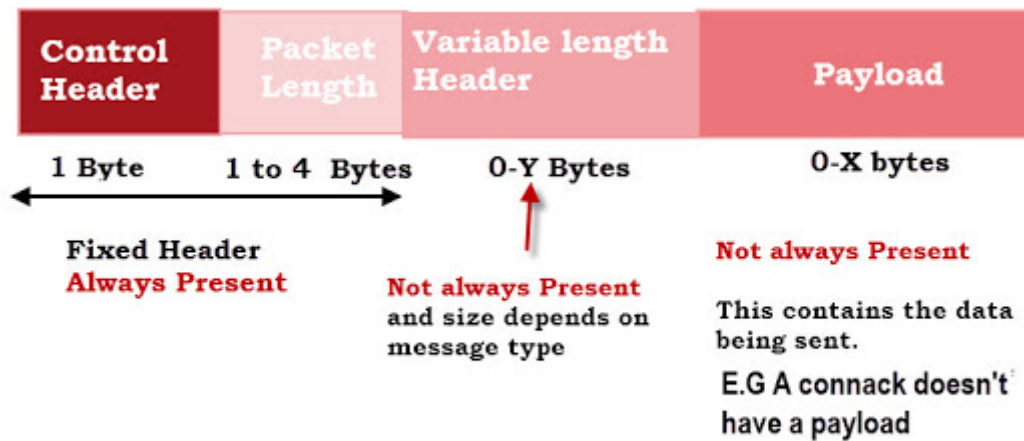 Control
Header
Packet
Length
Variable length
Header
Payload
1 Byte
1 to 4 Bytes
0-Y Bytes
0-X bytes
Fixed Header
Always Present
Not always Present
and size depends on
message type
Not always Present
This contains the data
being sent.
E.G A connack doesn't
have a payload